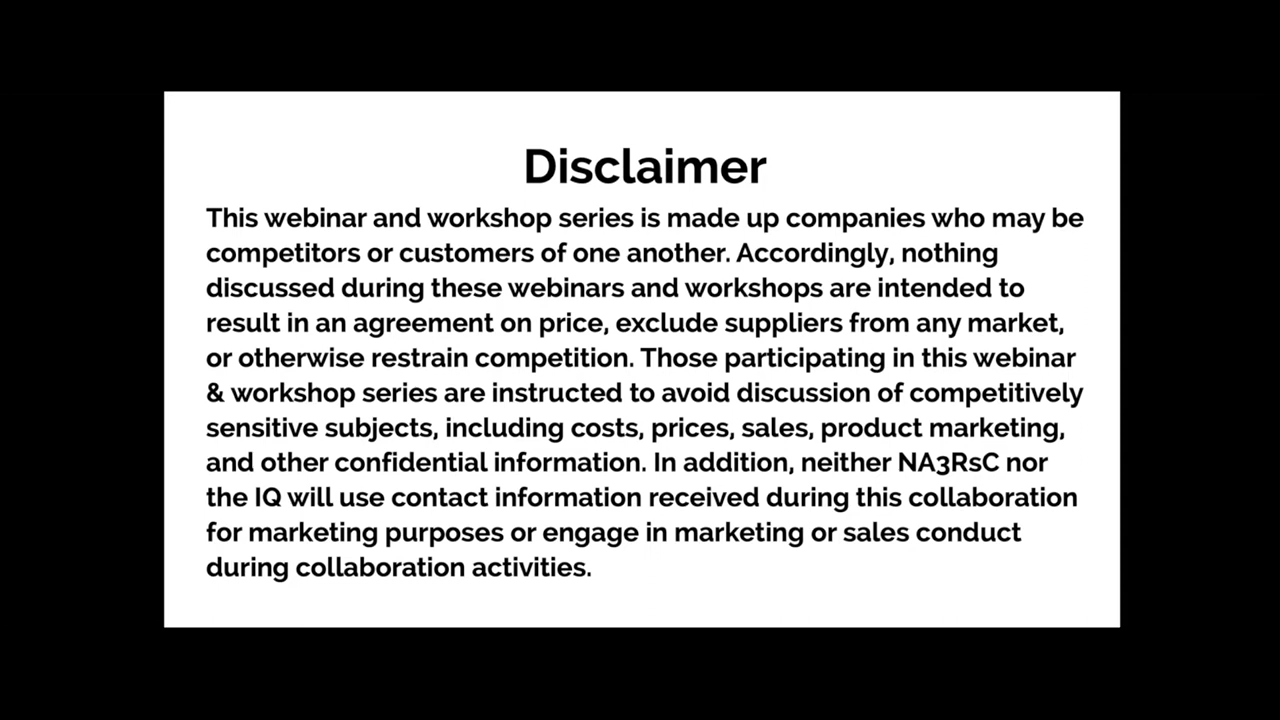 Disclaimer
This webinar and workshop series is made up companies who may be
competitors or customers of one another. Accordingly, nothing
discussed during these webinars and workshops are intended to
result in an agreement on price, exclude suppliers from any market,
or otherwise restrain competition. Those participating in this webinar
& workshop series are instructed to avoid discussion of competitively
sensitive subjects, including costs, prices, sales, product marketing,
and other confidential information. In addition, neither NA3RsC nor
the IQ will use contact information received during this collaboration
for marketing purposes or engage in marketing or sales conduct
during collaboration activities.